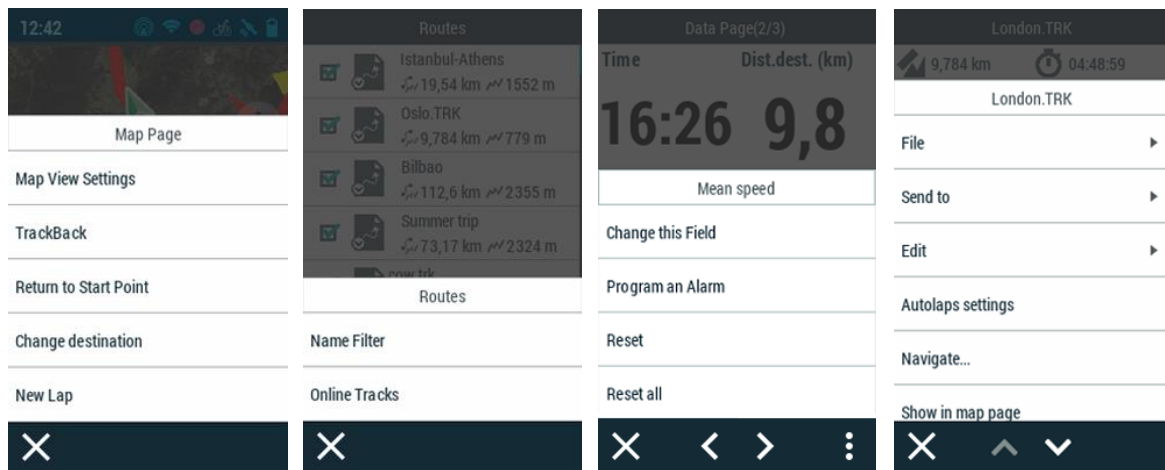 12:42
Map Page
Map View Settings
TrackBack
Return to Start Point
Change destination
New Lap
Routes
Istanbul-Athens
19,54 km 1552 m
Oslo.TRK
9,784 km 779 m
Bilbao
112,6 km 2355 m
Summer trip
73,17 km 2324 m
cow.trk
Routes
Name Filter
Online Tracks
Data Page(2/3)
Time Dist.dest. (km)
16:26 9,8
Mean speed
Change this Field
Program an Alarm
Reset
Reset all
London.TRK
9,784 km 04:48:59
London.TRK
File
Send to
Edit
Autolaps settings
Navigate...
Show in map page